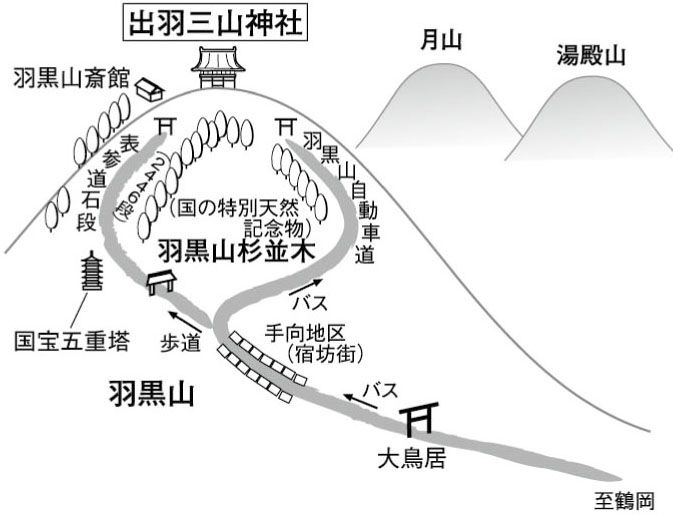 出羽三山神社
月山
湯殿山
羽黒山斎館
表参道石段
(2446段)
羽黒山自動車道
(国の特別天然
記念物)
羽黒山杉並木
バス
国宝五重塔
歩道
手向地区
(宿坊街)
羽黒山
バス
大鳥居
至鶴岡